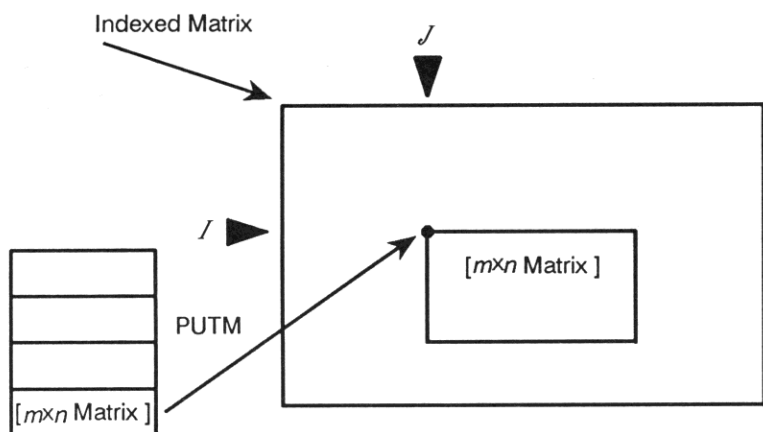 Indexed Matrix
J
I
[m×n Matrix ]
PUTM
[m×n Matrix ]